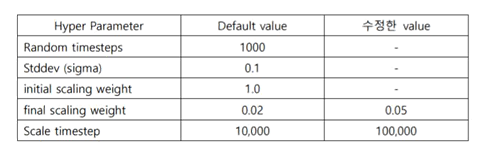 Hyper Parameter Default value 수정한 value
Random timesteps 1000 -
Stddev (sigma) 0.1 -
initial scaling weight 1.0 -
final scaling weight 0.02 0.05
Scale timestep 10,000 100,000